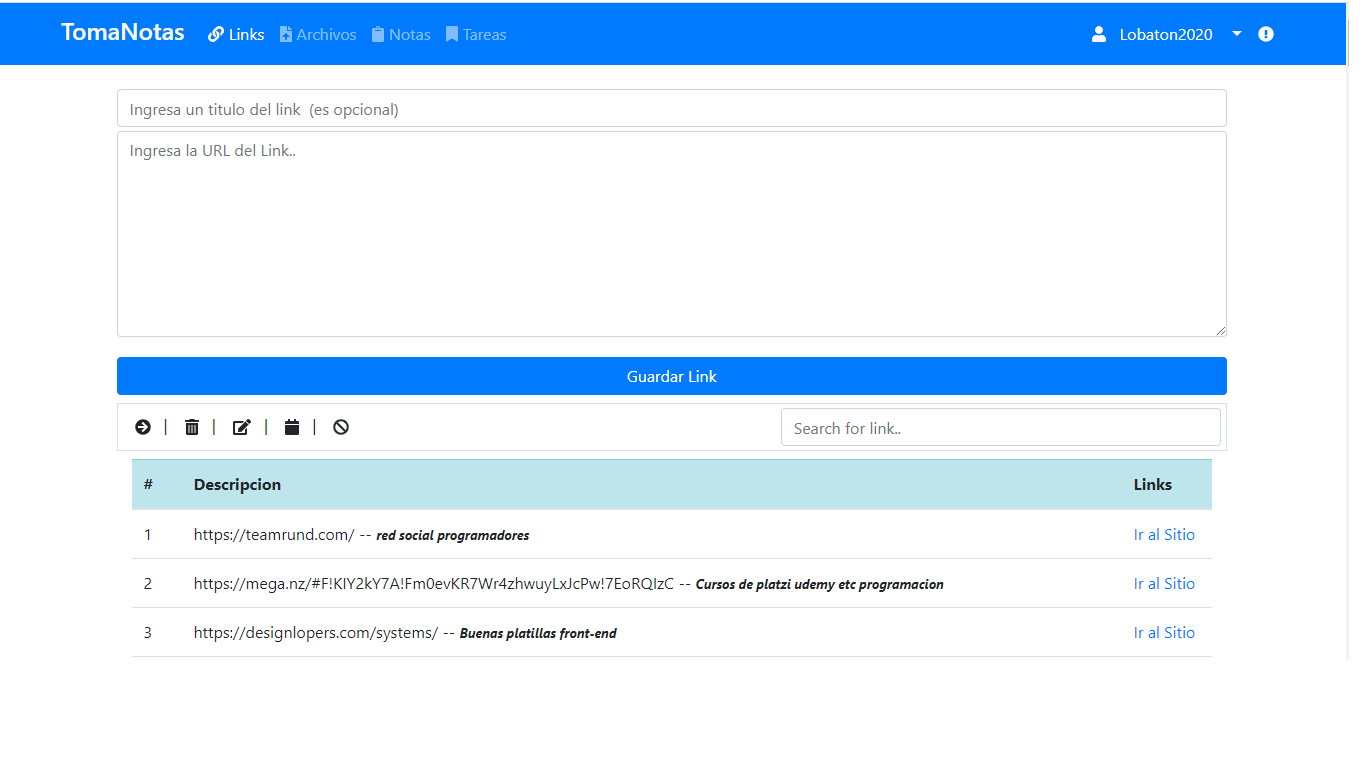 TomaNotas Links Archivos Notas Tareas Lobaton2020
Ingresa un titulo del link (es opcional)
Ingresa la URL del Link..
Guardar Link
| | | | Search for link..
# Descripcion Links
1 https://teamrund.com/ -- red social programadores Ir al Sitio
2 https://mega.nz/#F!KIY2kY7A!Fm0evKR7Wr4zhwuyLxJcPw!7EoRQIzC -- Cursos de platzi udemy etc programacion Ir al Sitio
3 https://designlopers.com/systems/ -- Buenas platillas front-end Ir al Sitio